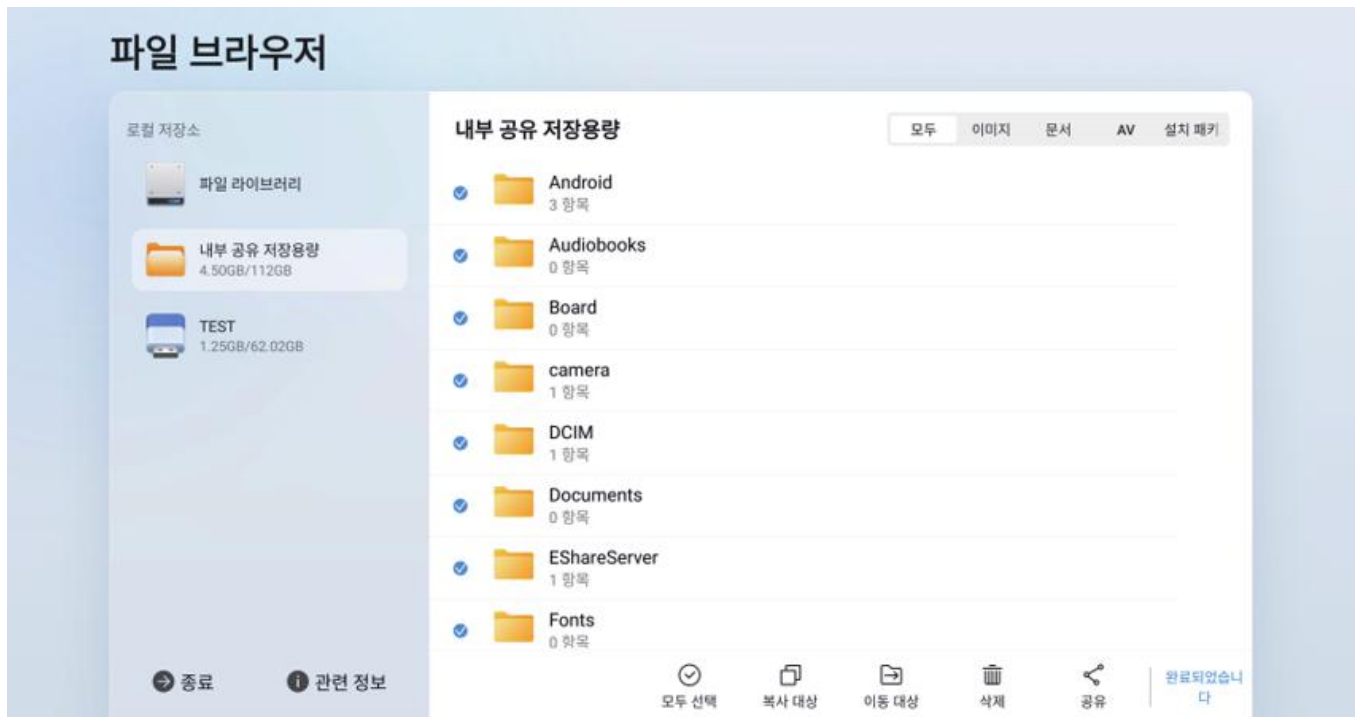 파일 브라우저
로컬 저장소
파일 라이브러리
내부 공유 저장용량
4.50GB/112GB
TEST
1.25GB/62.02GB
종료
관련 정보
내부 공유 저장용량
모두 이미지 문서 AV 설치 패키
Android
3 항목
Audiobooks
0 항목
Board
0 항목
camera
1 항목
DCIM
1 항목
Documents
0 항목
EShareServer
1 항목
Fonts
0 항목
모두 선택 복사 대상 이동 대상 삭제 공유
완료되었습니
다